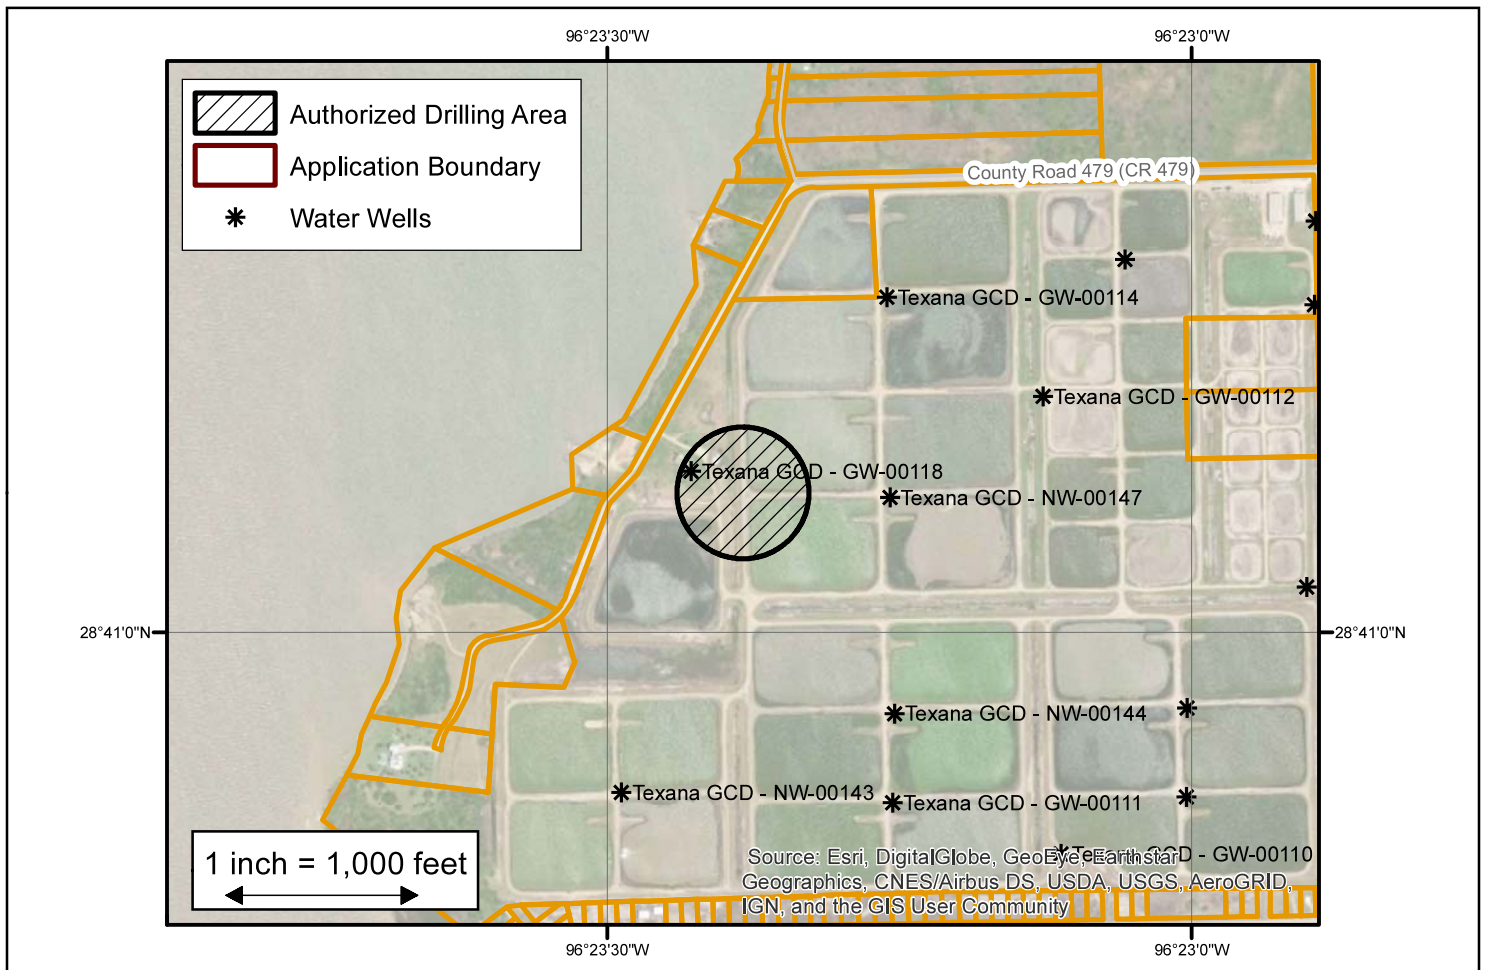 96°23'30"W
96°23'0"W
Authorized Drilling Area
Application Boundary
Water Wells
County Road 479 (CR 479)
Texana GCD - GW-00114
Texana GCD - GW-00112
Texana GCD - GW-00118
Texana GCD - NW-00147
28°41'0"N
28°41'0"N
Texana GCD - NW-00144
Texana GCD - NW-00143
Texana GCD - GW-00111
1 inch = 1,000 feet
Texana GCD - GW-00110
Source: Esri, DigitalGlobe, GeoEye, Earthstar
Geographics, CNES/Airbus DS, USDA, USGS, AeroGRID,
IGN, and the GIS User Community
96°23'30"W
96°23'0"W